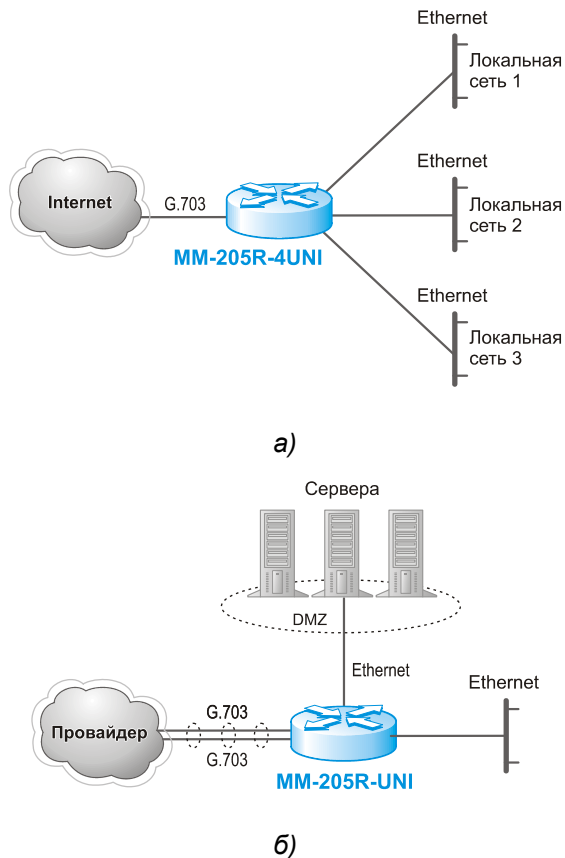 Ethernet
Локальная
сеть 1
Ethernet
Internet
G.703
Локальная
сеть 2
MM-205R-4UNI
Ethernet
Локальная
сеть 3
а)
Сервера
DMZ
Ethernet
Ethernet
G.703
Провайдер
G.703
MM-205R-UNI
б)